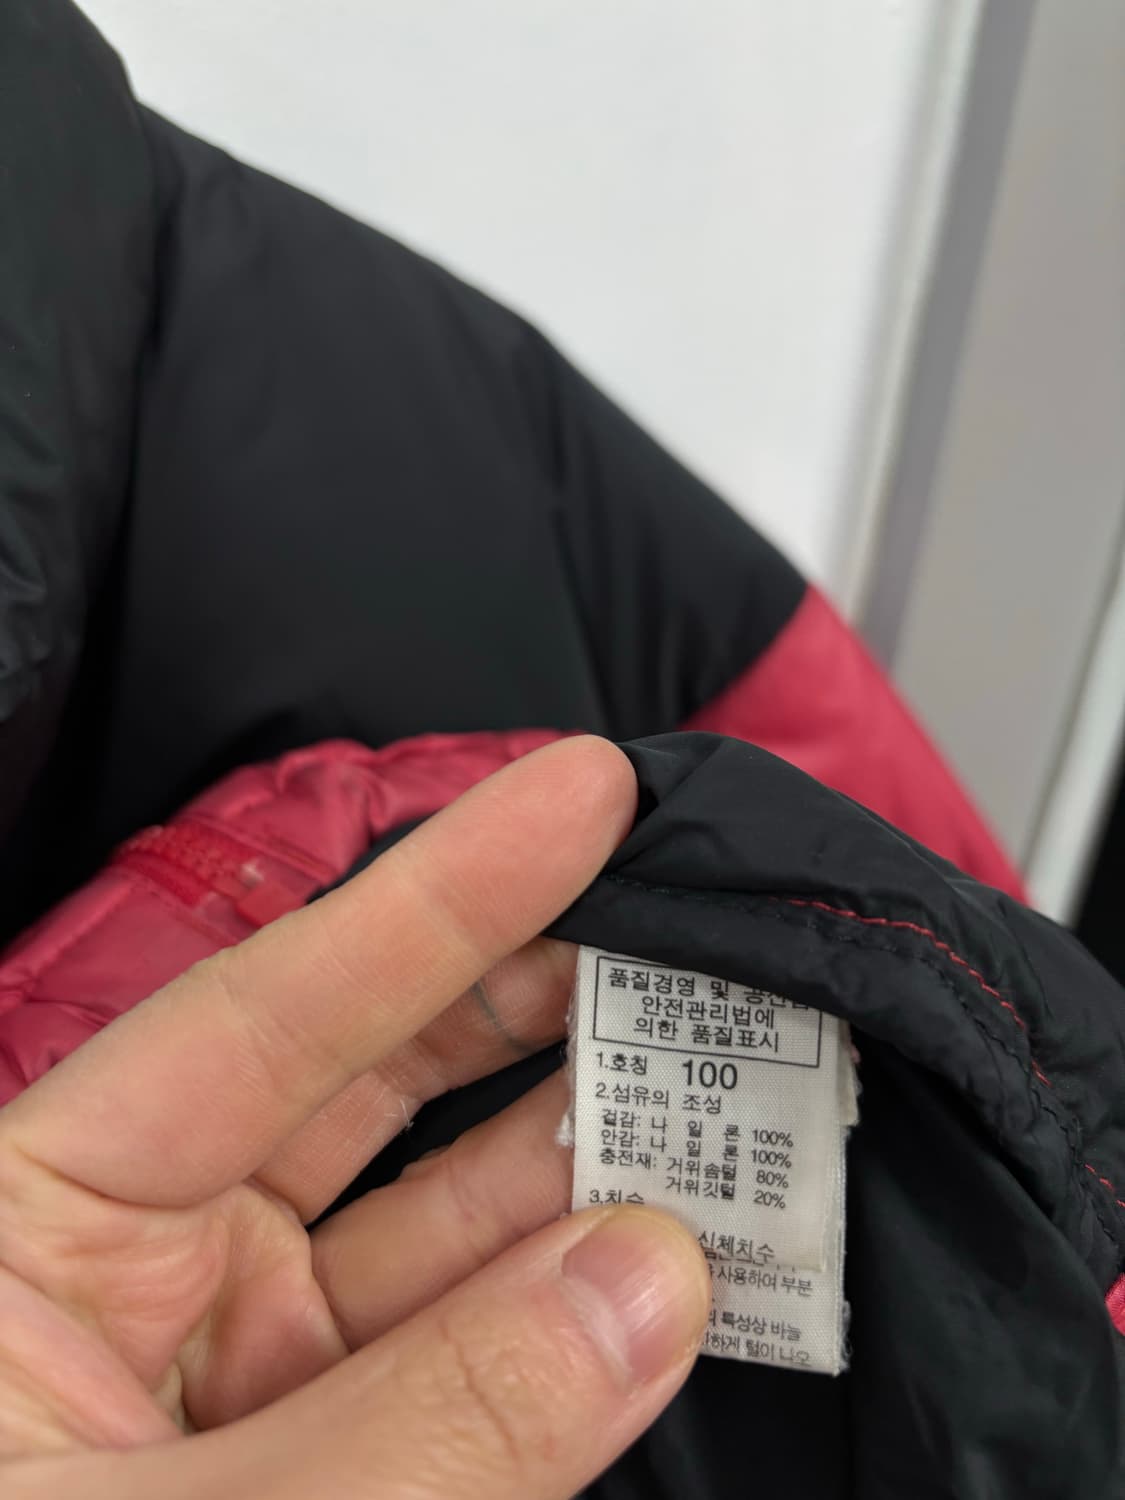 품질경영 및 공산품
안전관리법에
의한 품질표시
1.호칭 100
2.섬유의 조성
겉감: 나 일 론 100%
안감: 나 일 론 100%
충전재: 거위솜털 80%
거위깃털 20%
3.치수
신체치수
사용하여 부분
특성상 바늘
털이 나오